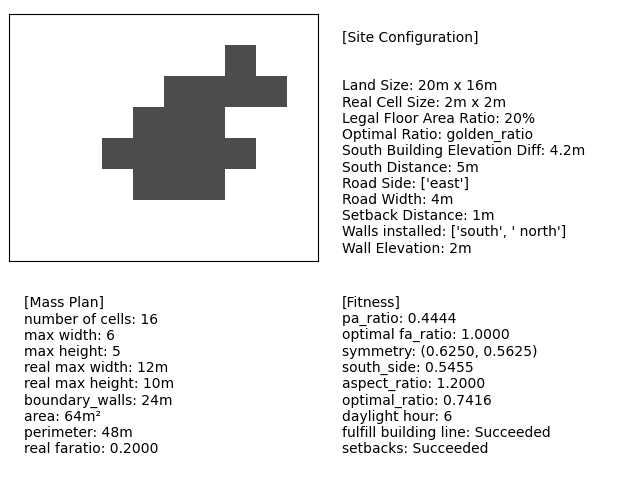 [Site Configuration]
Land Size: 20m x 16m
Real Cell Size: 2m x 2m
Legal Floor Area Ratio: 20%
Optimal Ratio: golden_ratio
South Building Elevation Diff: 4.2m
South Distance: 5m
Road Side: ['east']
Road Width: 4m
Setback Distance: 1m
Walls installed: ['south', ' north']
Wall Elevation: 2m
[Mass Plan]
number of cells: 16
max width: 6
max height: 5
real max width: 12m
real max height: 10m
boundary_walls: 24m
area: 64m²
perimeter: 48m
real faratio: 0.2000
[Fitness]
pa_ratio: 0.4444
optimal fa_ratio: 1.0000
symmetry: (0.6250, 0.5625)
south_side: 0.5455
aspect_ratio: 1.2000
optimal_ratio: 0.7416
daylight hour: 6
fulfill building line: Succeeded
setbacks: Succeeded